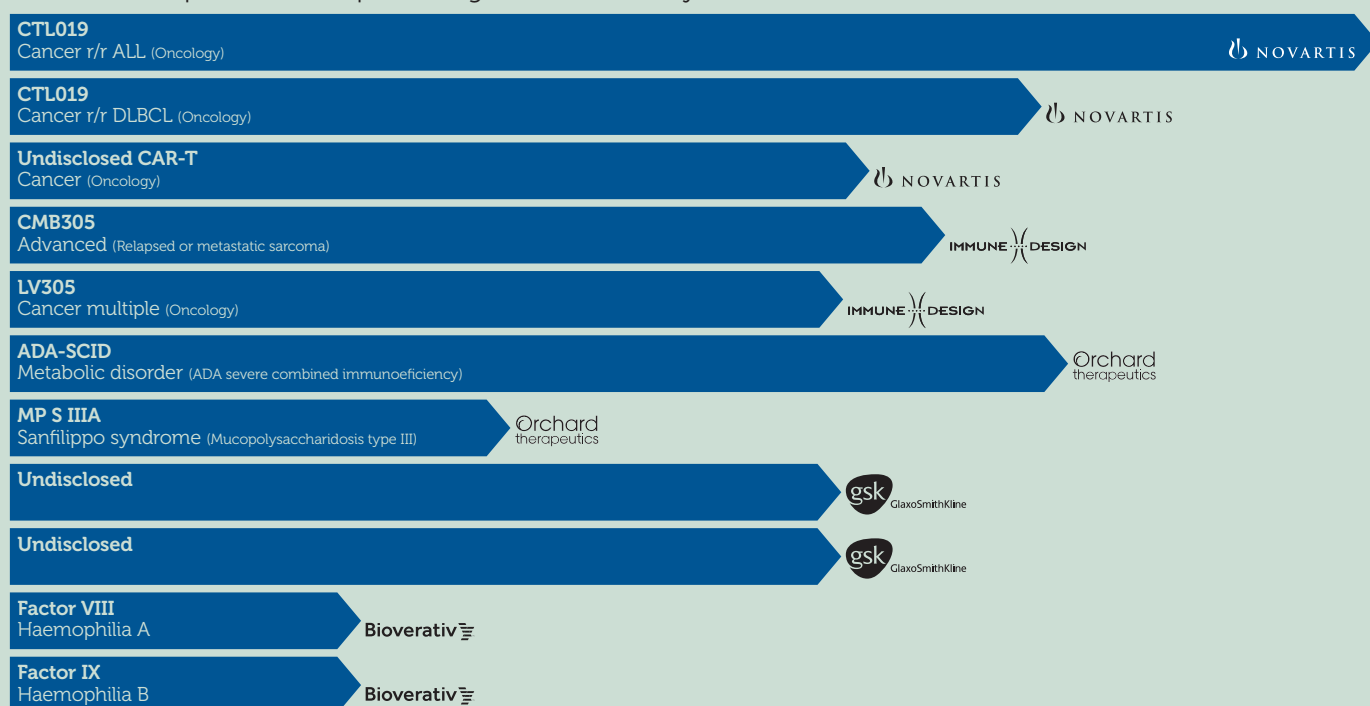 CTL019
Cancer r/r ALL (Oncology)
NOVARTIS
CTL019
Cancer r/r DLBCL (Oncology)
NOVARTIS
Undisclosed CAR-T
Cancer (Oncology)
NOVARTIS
CMB305
Advanced (Relapsed or metastatic sarcoma)
IMMUNE DESIGN
LV305
Cancer multiple (Oncology)
IMMUNE DESIGN
ADA-SCID
Metabolic disorder (ADA severe combined immunoeficiency)
Orchard
therapeutics
MP S IIIA
Sanfilippo syndrome (Mucopolysaccharidosis type III)
Orchard
therapeutics
Undisclosed
gsk
GlaxoSmithKline
Undisclosed
gsk
GlaxoSmithKline
Factor VIII
Haemophilia A
Bioverativ
Factor IX
Haemophilia B
Bioverativ